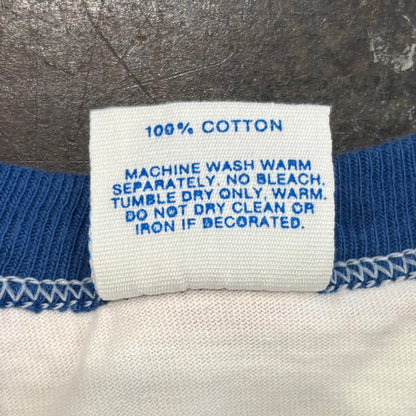 100% COTTON
MACHINE WASH WARM
SEPARATELY. NO BLEACH.
TUMBLE DRY ONLY, WARM.
DO NOT DRY CLEAN OR
IRON IF DECORATED.